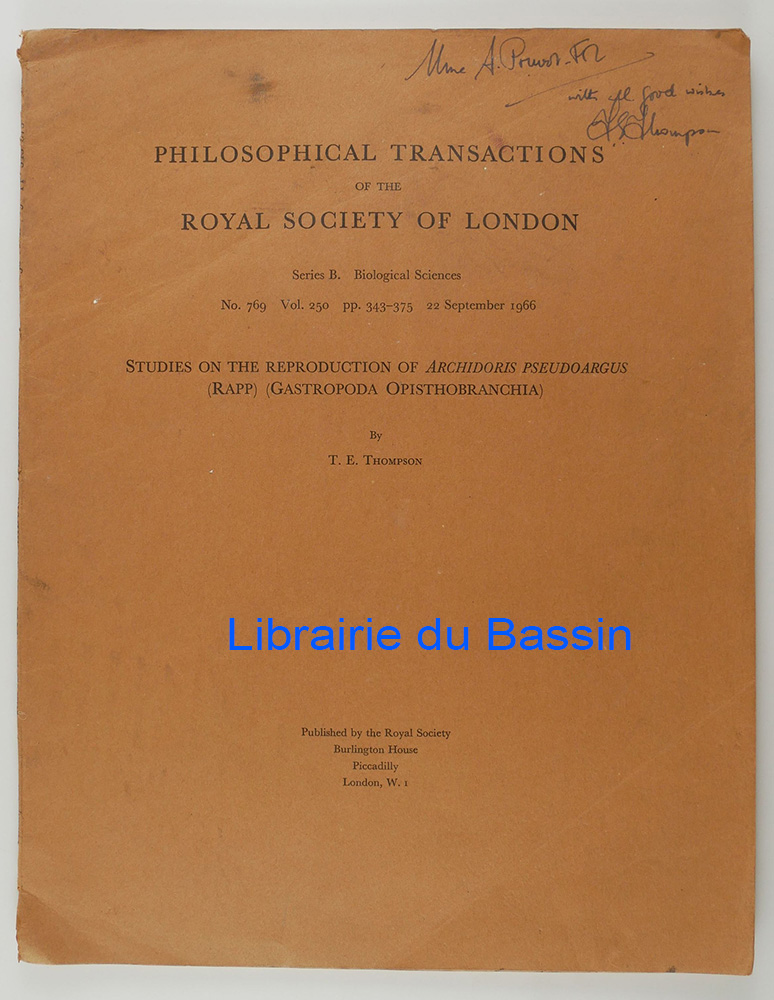 Mme A. Pruvot-Fol
with all good wishes
T E Thompson
PHILOSOPHICAL TRANSACTIONS
OF THE
ROYAL SOCIETY OF LONDON
Series B. Biological Sciences
No. 769 Vol. 250 pp. 343–375 22 September 1966
STUDIES ON THE REPRODUCTION OF ARCHIDORIS PSEUDOARGUS
(RAPP) (GASTROPODA OPISTHOBRANCHIA)
By
T. E. THOMPSON
Librairie du Bassin
Published by the Royal Society
Burlington House
Piccadilly
London, W. 1